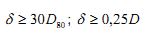 δ ≥ 30D₈₀ ; δ ≥ 0,25D